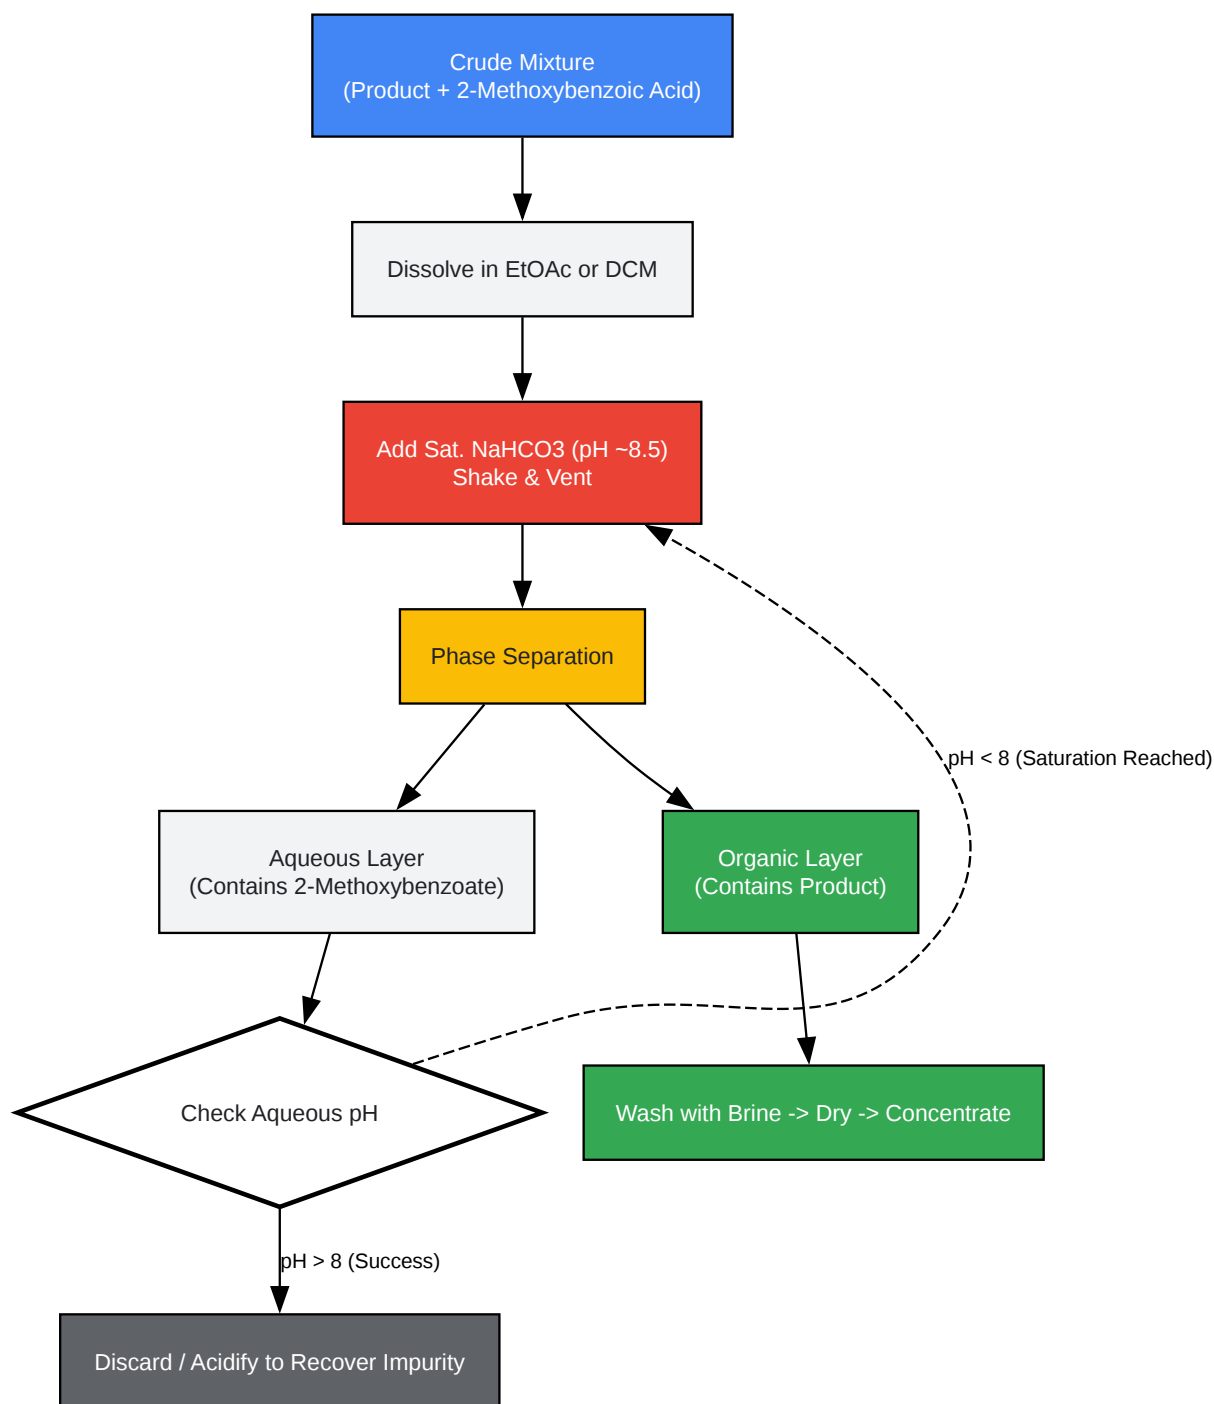 Crude Mixture
(Product + 2-Methoxybenzoic Acid)
Dissolve in EtOAc or DCM
Add Sat. NaHCO3 (pH ~8.5)
Shake & Vent
Phase Separation
pH < 8 (Saturation Reached)
Aqueous Layer
(Contains 2-Methoxybenzoate)
Organic Layer
(Contains Product)
Check Aqueous pH
Wash with Brine -> Dry -> Concentrate
pH > 8 (Success)
Discard / Acidify to Recover Impurity